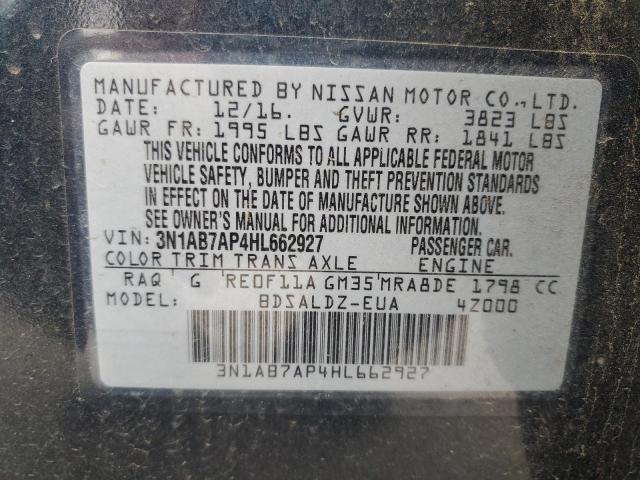 MANUFACTURED BY NISSAN MOTOR CO., LTD.
DATE: 12/16. GVWR: 3823 LBS
GAWR FR: 1995 LBS GAWR RR: 1841 LBS
THIS VEHICLE CONFORMS TO ALL APPLICABLE FEDERAL MOTOR
VEHICLE SAFETY, BUMPER AND THEFT PREVENTION STANDARDS
IN EFFECT ON THE DATE OF MANUFACTURE SHOWN ABOVE.
SEE OWNER'S MANUAL FOR ADDITIONAL INFORMATION.
VIN: 3N1AB7AP4HL662927 PASSENGER CAR.
COLOR TRIM TRANS AXLE ENGINE
RAQ G RE0F11A GM35 MRA8DE 1798 CC
MODEL: BDSALDZ-EUA 4Z000
3N1AB7AP4HL662927